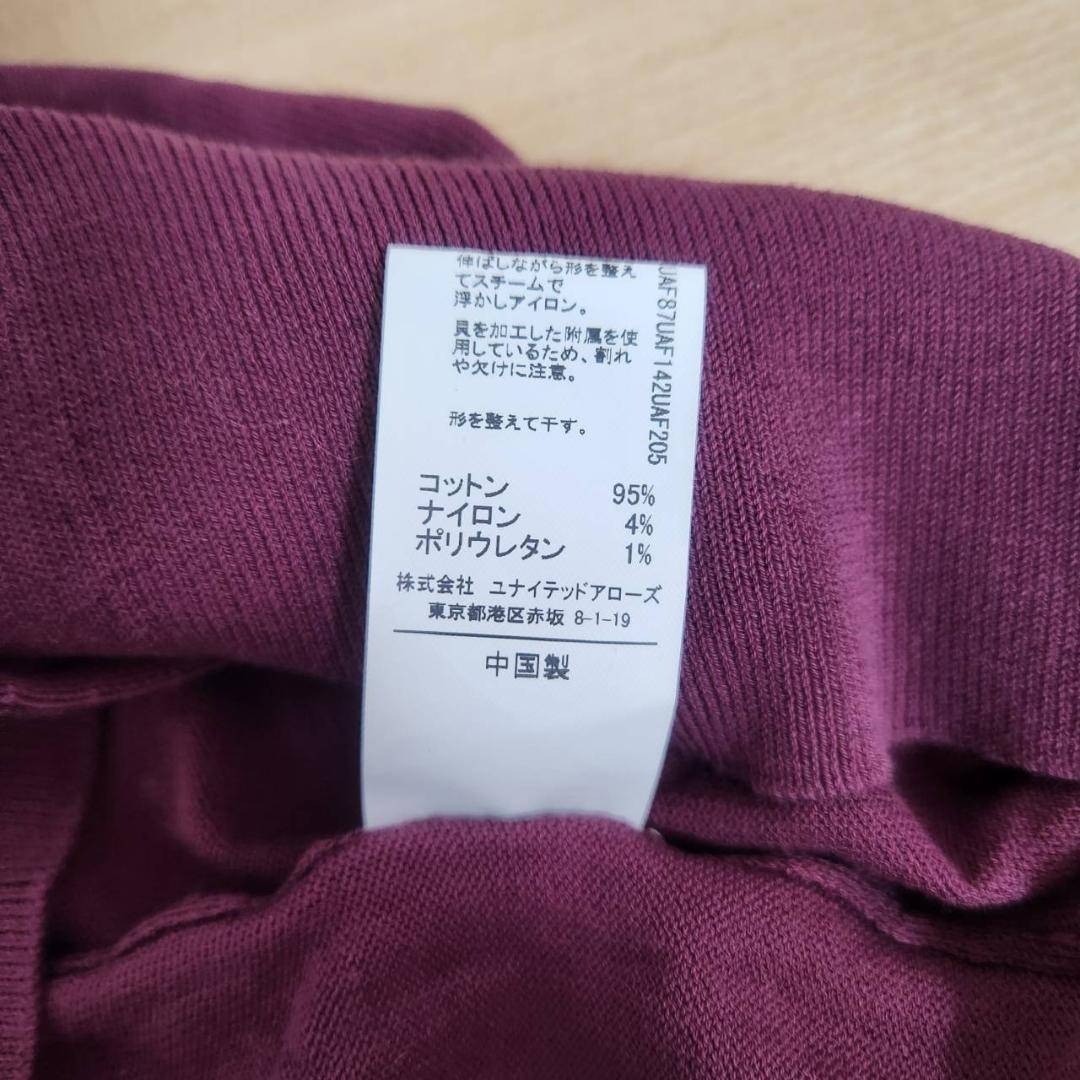 伸ばしながら形を整え
てスチームで
浮かしアイロン。
貝を加工した附属を使
用しているため、割れ
や欠けに注意。
形を整えて干す。
UAF87UAF142UAF205
コットン 95%
ナイロン 4%
ポリウレタン 1%
株式会社 ユナイテッドアローズ
東京都港区赤坂 8-1-19
中国製